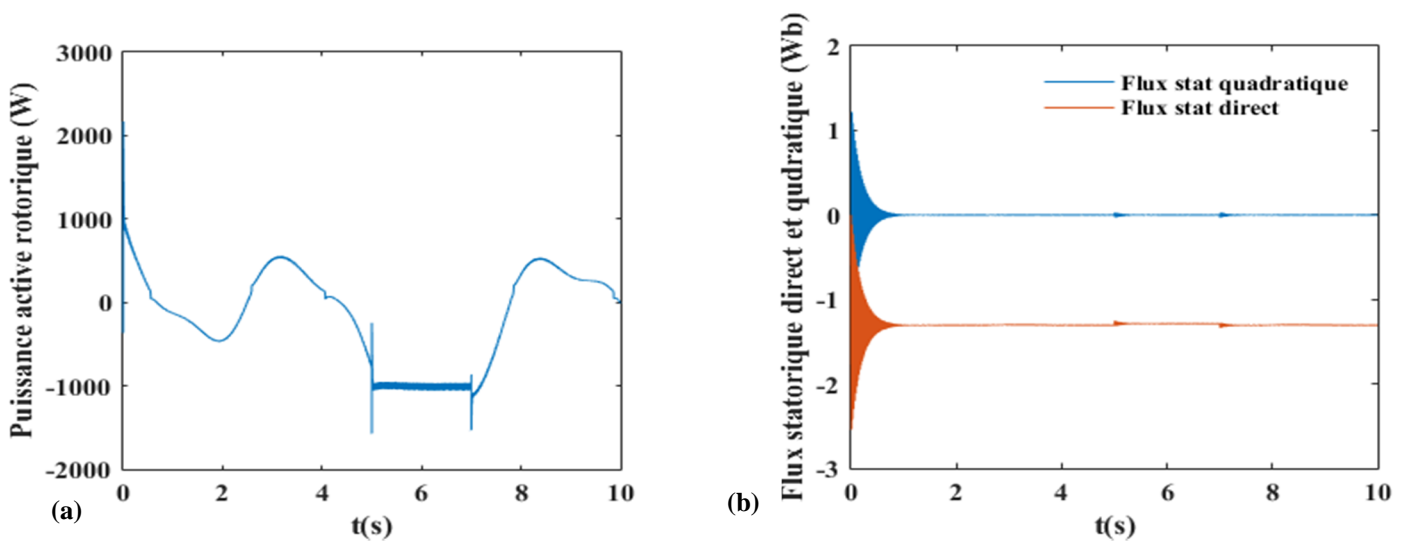 Puissance active rotorique (W)
3000
2000
1000
0
-1000
-2000
0 2 4 6 8 10
t(s)
(a)
Flux statorique direct et qudratique (Wb)
2
1
0
-1
-2
-3
Flux stat quadratique
Flux stat direct
0 2 4 6 8 10
t(s)
(b)